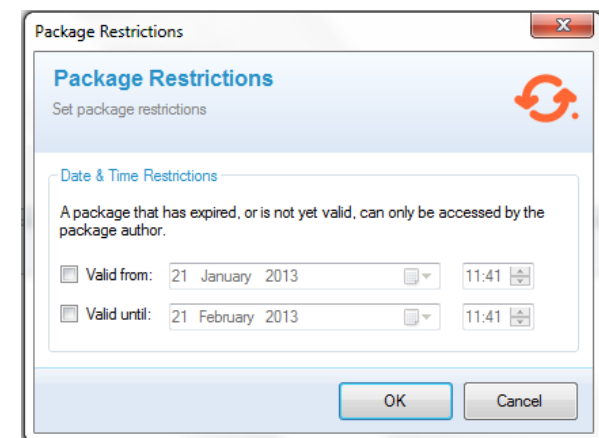 Package Restrictions
Package Restrictions
Set package restrictions
Date & Time Restrictions
A package that has expired, or is not yet valid, can only be accessed by the
package author.
Valid from: 21 January 2013 11:41
Valid until: 21 February 2013 11:41
OK Cancel